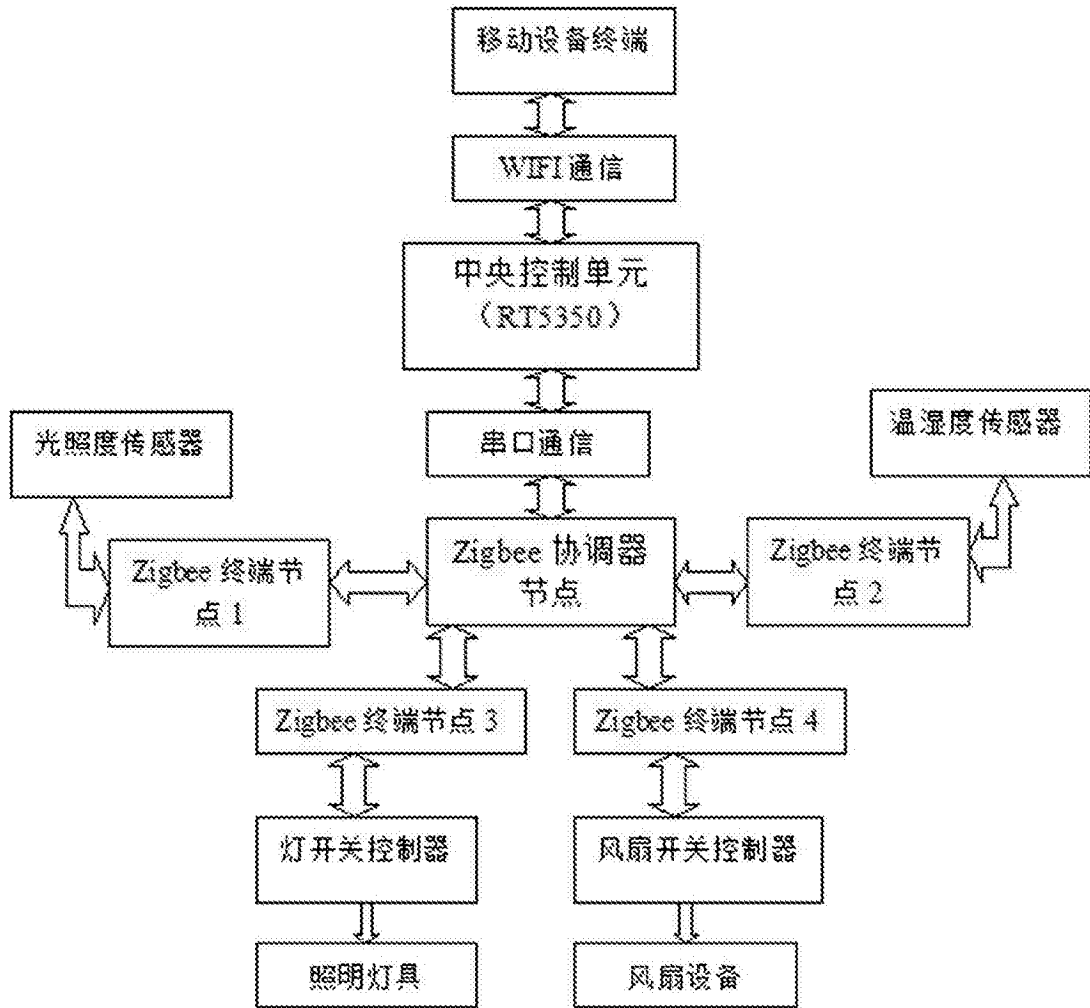 移动设备终端
WIFI 通信
中央控制单元
（RT5350）
光照度传感器
串口通信
温湿度传感器
Zigbee 终端节
点 1
Zigbee 协调器
节点
Zigbee 终端节
点 2
Zigbee 终端节点 3
Zigbee 终端节点 4
灯开关控制器
风扇开关控制器
照明灯具
风扇设备